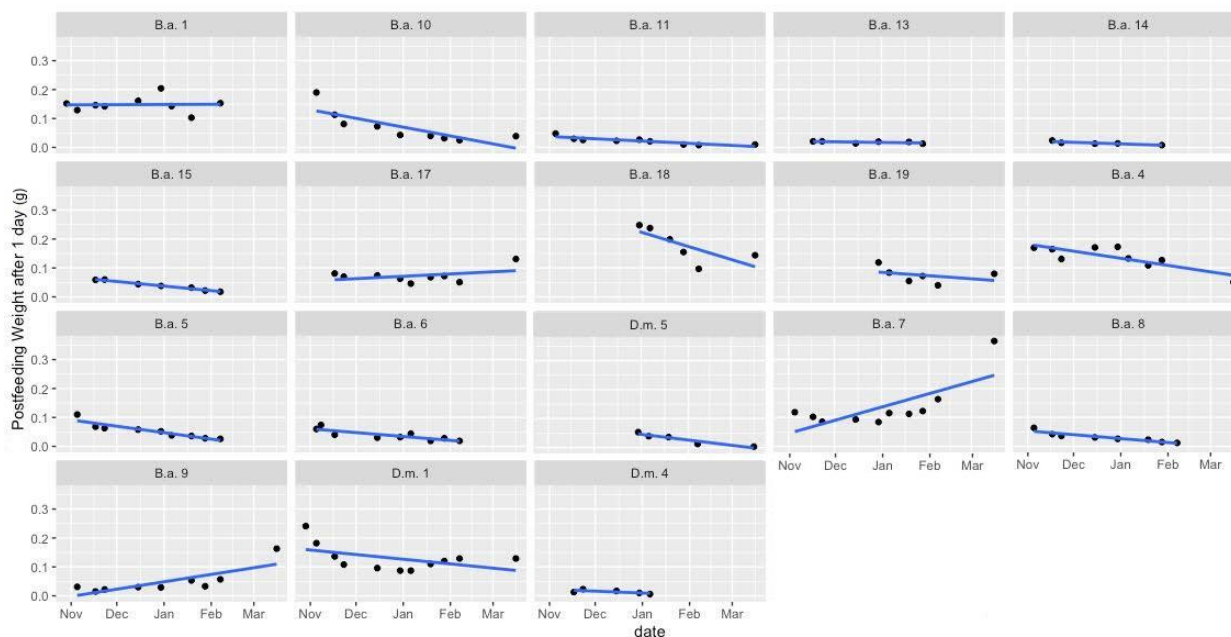 B.a. 1 B.a. 10 B.a. 11 B.a. 13 B.a. 14
0.3
0.2
0.1
0.0
B.a. 15 B.a. 17 B.a. 18 B.a. 19 B.a. 4
0.3
0.2
0.1
0.0
B.a. 5 B.a. 6 D.m. 5 B.a. 7 B.a. 8
0.3
0.2
0.1
0.0
Nov Dec Jan Feb Mar Nov Dec Jan Feb Mar
B.a. 9 D.m. 1 D.m. 4
0.3
0.2
0.1
0.0
Nov Dec Jan Feb Mar Nov Dec Jan Feb Mar Nov Dec Jan Feb Mar
date
Postfeeding Weight after 1 day (g)